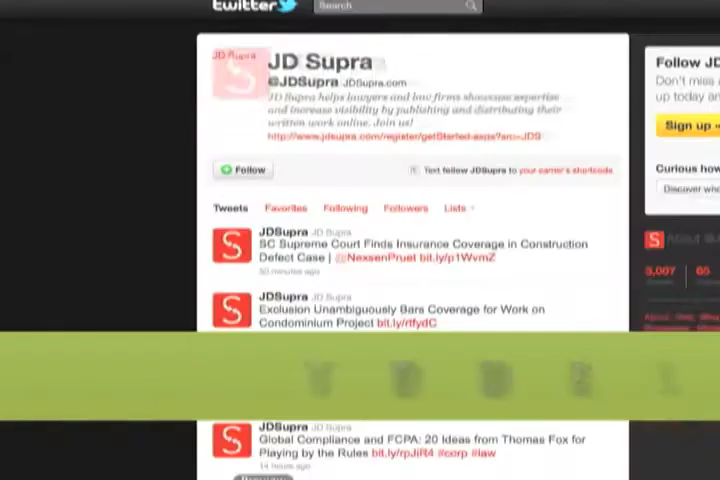 twitter
Search
JD Supra
JD Supra
@JDSupra JDSupra.com
JD Supra helps lawyers and law firms showcase expertise
and increase visibility by publishing and distributing their
written work online. Join us!
http://www.jdsupra.com/register/getStarted.aspx?src=JDS
Follow
Text follow JDSupra to your carrier's shortcode
Tweets Favorites Following Followers Lists
JDSupra JD Supra
SC Supreme Court Finds Insurance Coverage in Construction
Defect Case | @NexsenPruet bit.ly/p1WvmZ
30 minutes ago
JDSupra JD Supra
Exclusion Unambiguously Bars Coverage for Work on
Condominium Project bit.ly/rtfydC
JDSupra JD Supra
Global Compliance and FCPA: 20 Ideas from Thomas Fox for
Playing by the Rules bit.ly/rpJiR4 #corp #law
14 hours ago
Follow JD
Don't miss
up today an
Sign up
Curious how
Discover who
About